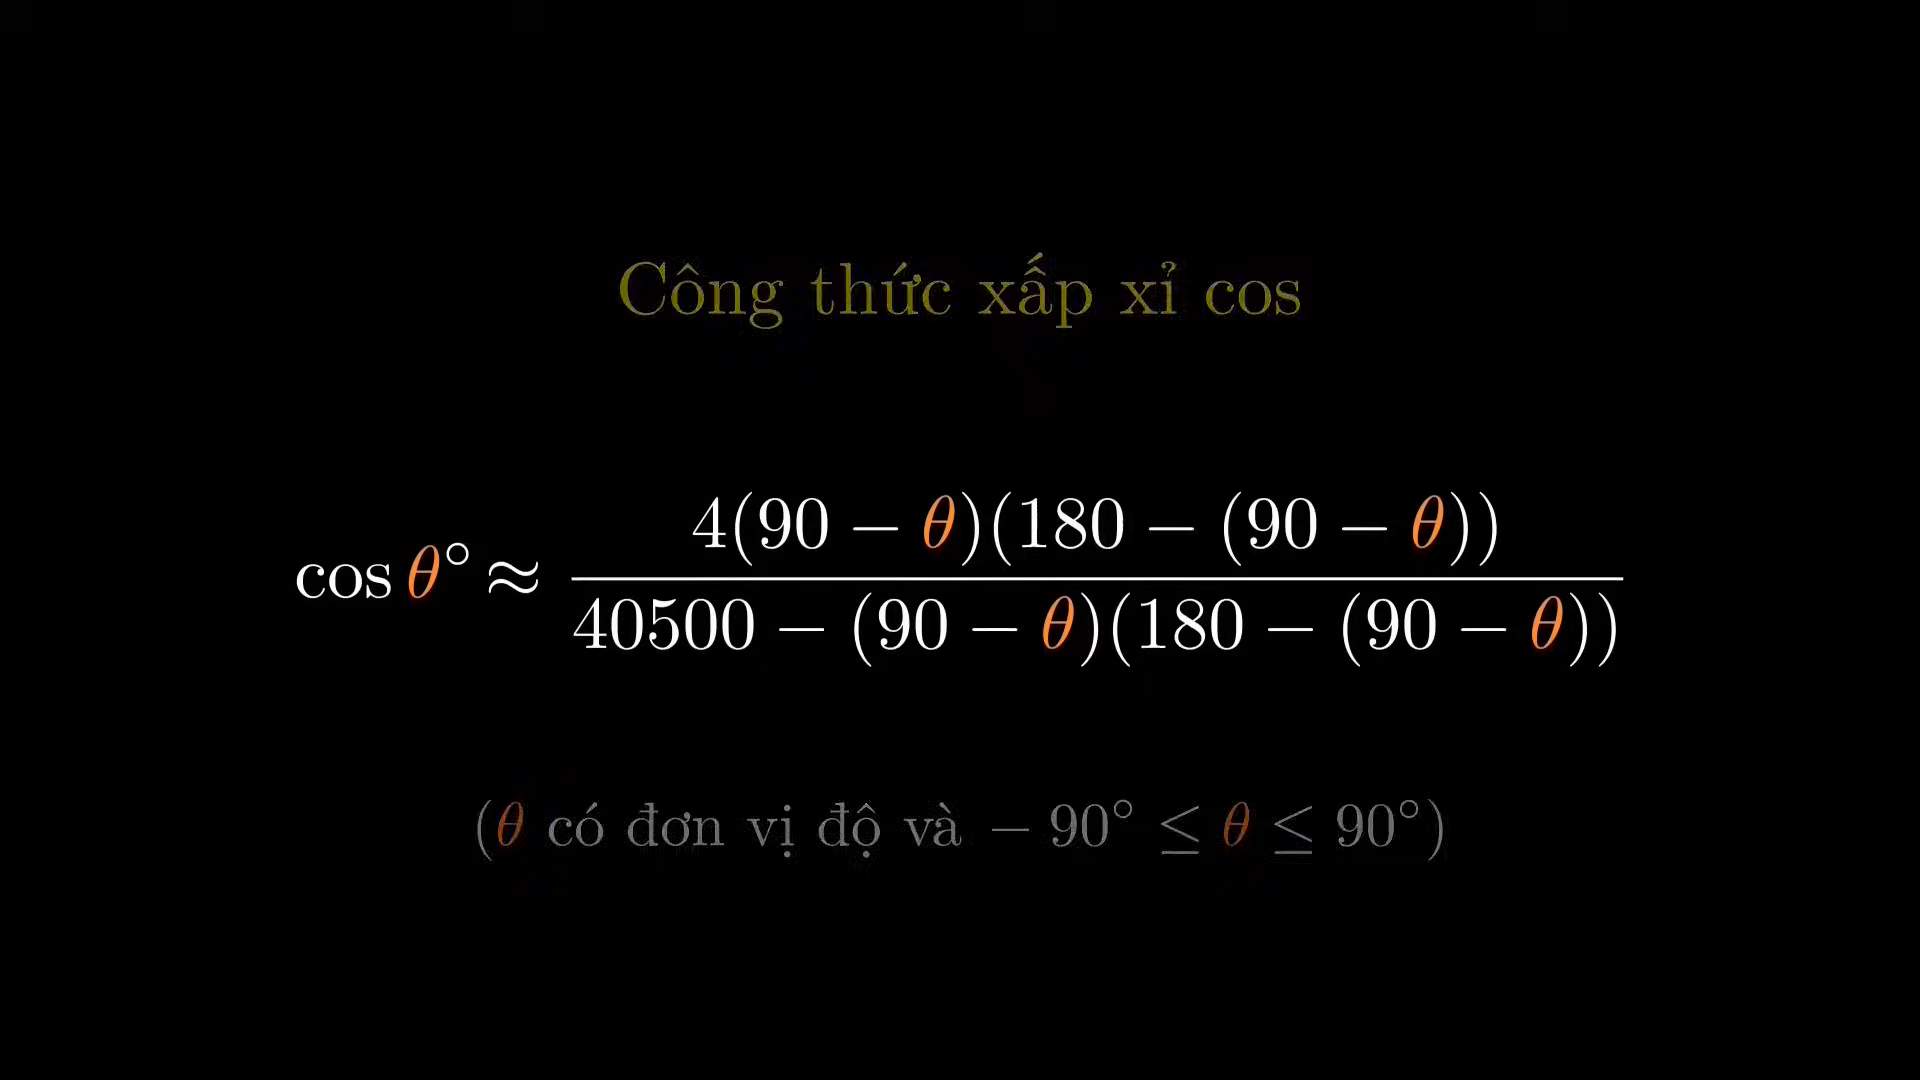 Công thức xấp xỉ cos
cos θ° ≈ 4(90 − θ)(180 − (90 − θ)) / 40500 − (90 − θ)(180 − (90 − θ))
(θ có đơn vị độ và − 90° ≤ θ ≤ 90°)